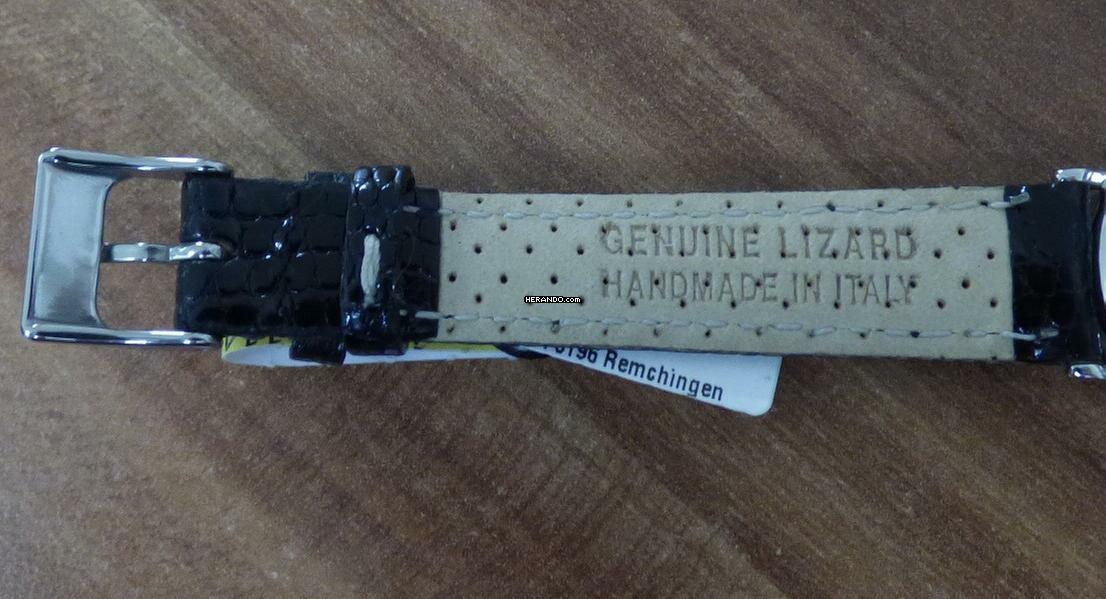 GENUINE LIZARD
HANDMADE IN ITALY
HERANDO.com
Remchingen